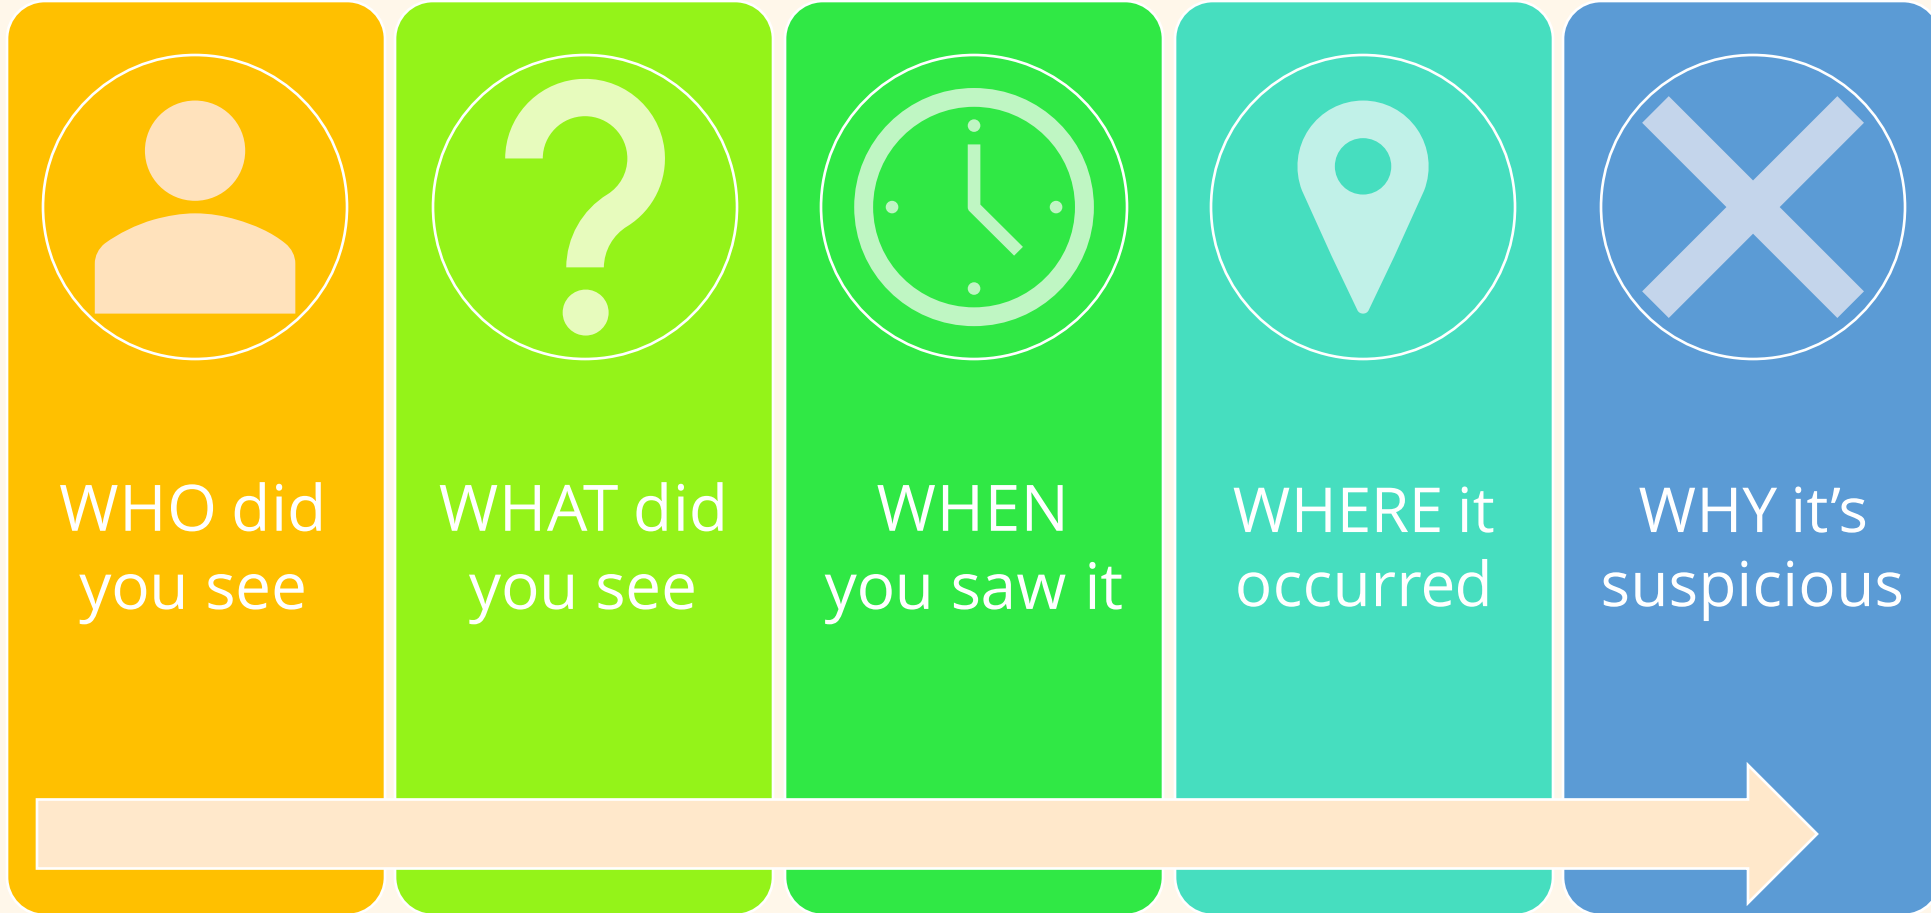 WHO did
you see
WHAT did
you see
WHEN
you saw it
WHERE it
occurred
WHY it’s
suspicious